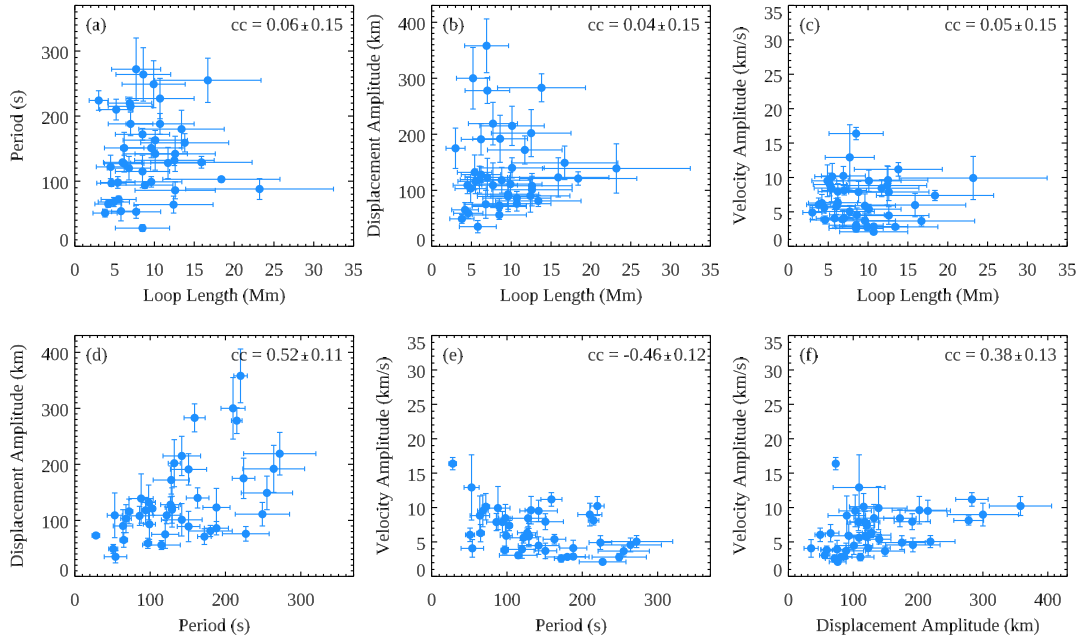 (a) cc = 0.06±0.15
300
200
100
0
Period (s)
0 5 10 15 20 25 30 35
Loop Length (Mm)
(b) cc = 0.04±0.15
400
300
200
100
0
Displacement Amplitude (km)
0 5 10 15 20 25 30 35
Loop Length (Mm)
(c) cc = 0.05±0.15
35
30
25
20
15
10
5
0
Velocity Amplitude (km/s)
0 5 10 15 20 25 30 35
Loop Length (Mm)
(d) cc = 0.52±0.11
400
300
200
100
0
Displacement Amplitude (km)
0 100 200 300
Period (s)
(e) cc = -0.46±0.12
35
30
25
20
15
10
5
0
Velocity Amplitude (km/s)
0 100 200 300
Period (s)
(f) cc = 0.38±0.13
35
30
25
20
15
10
5
0
Velocity Amplitude (km/s)
0 100 200 300 400
Displacement Amplitude (km)